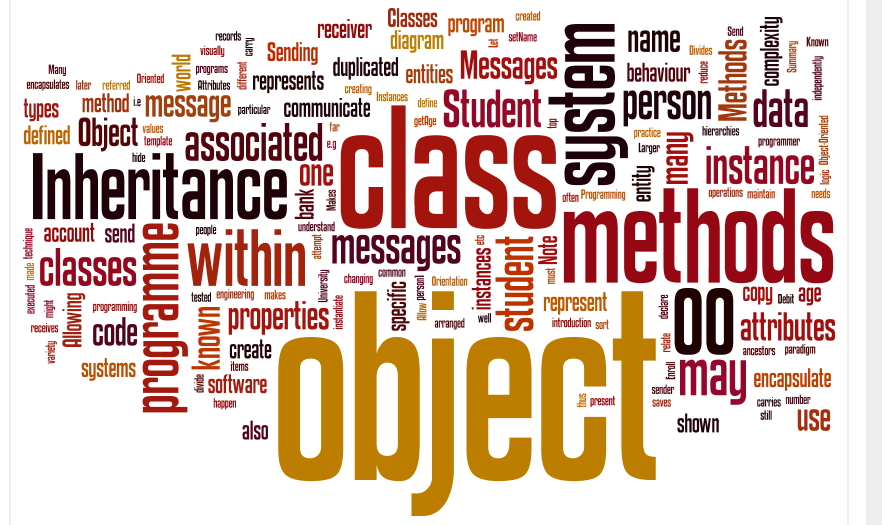 Classes
created
records
receiver
program
visually
carry
diagram
Let
setName
name
Send
complexity
Known
Sending
world
Divides
Summary
Many
Oriented
programs
different
duplicated
entities
Messages
system
behaviour
reduce
Methods
independently
encapsulates
later
referred
Attributes
represents
creating
Instances
define
Student
person
data
types
method
i.e
message
particular
communicate
getAge
top
defined
Object
values
template
associated
far
e.g
class
practice
hierarchies
Larger
many
programmer
Object-Oriented
logic
hide
Inheritance
one
bank
Makes
entity
instance
often
Programming
operations
maintain
needs
technique
account
send
people
understand
methods
classes
programme
within
attempt
messages
etc
student
Note
must
made
executed
tested
engineering
makes
University
changing
common
specific
Allow
person1
Orientation
instances
represent
declare
OO
copy
Debit
age
might
Allowing
programming
known
properties
instantiate
arranged
well
introduction
sort
attributes
receives
code
variety
create
items
object
relate
ancestors
paradigm
systems
divide
software
Enroll
may
encapsulate
happen
thus
present
sender
saves
carries
number
still
also
shown
use